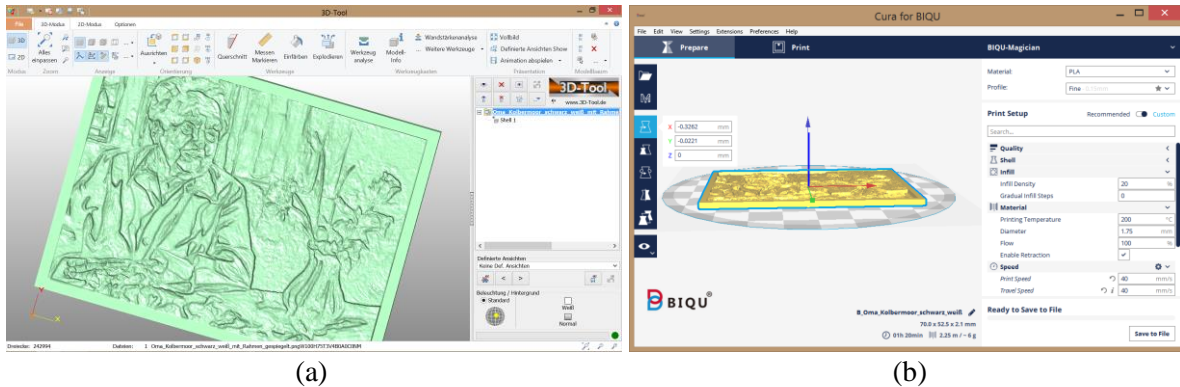 3D-Tool
File 3D-Modus 2D-Modus Optionen
3D
2D
Alles einpassen
Ausrichten
Querschnitt
Messen Markieren
Einfärben
Explodieren
Werkzeug analyse
Modell-Info
Wandstärkenanalyse
Weitere Werkzeuge
Vollbild
Definierte Ansichten Show
Animation abspielen
Modus Zoom Anzeige Orientierung Werkzeuge Werkzeugkasten Präsentation Modellbaum
3D-Tool
www.3D-Tool.de
Oma_Kolbermoor_schwarz_weiß_mit_Rahme
Shell 1
Definierte Ansichten
Keine Def. Ansichten
Beleuchtung / Hintergrund
Standard
Weiß
Normal
X
Dreiecke: 242994
(a)
Cura for BIQU
File Edit View Settings Extensions Preferences Help
Prepare
Print
BIQU-Magician
X -0.3262 mm
Y -0.0221 mm
Z 0 mm
Material: PLA
Profile: Fine 0.15mm
Print Setup Recommended Custom
Search...
Quality
Shell
Infill
Infill Density 20 %
Gradual Infill Steps 0
Material
Printing Temperature 200 °C
Diameter 1.75 mm
Flow 100 %
Enable Retraction
Speed
Print Speed 40 mm/s
Travel Speed 40 mm/s
BIQU®
B_Oma_Kolbermoor_schwarz_weiß
70.0 x 52.5 x 2.1 mm
01h 20min 2.25 m / ~ 6 g
Ready to Save to File
Save to File
(b)